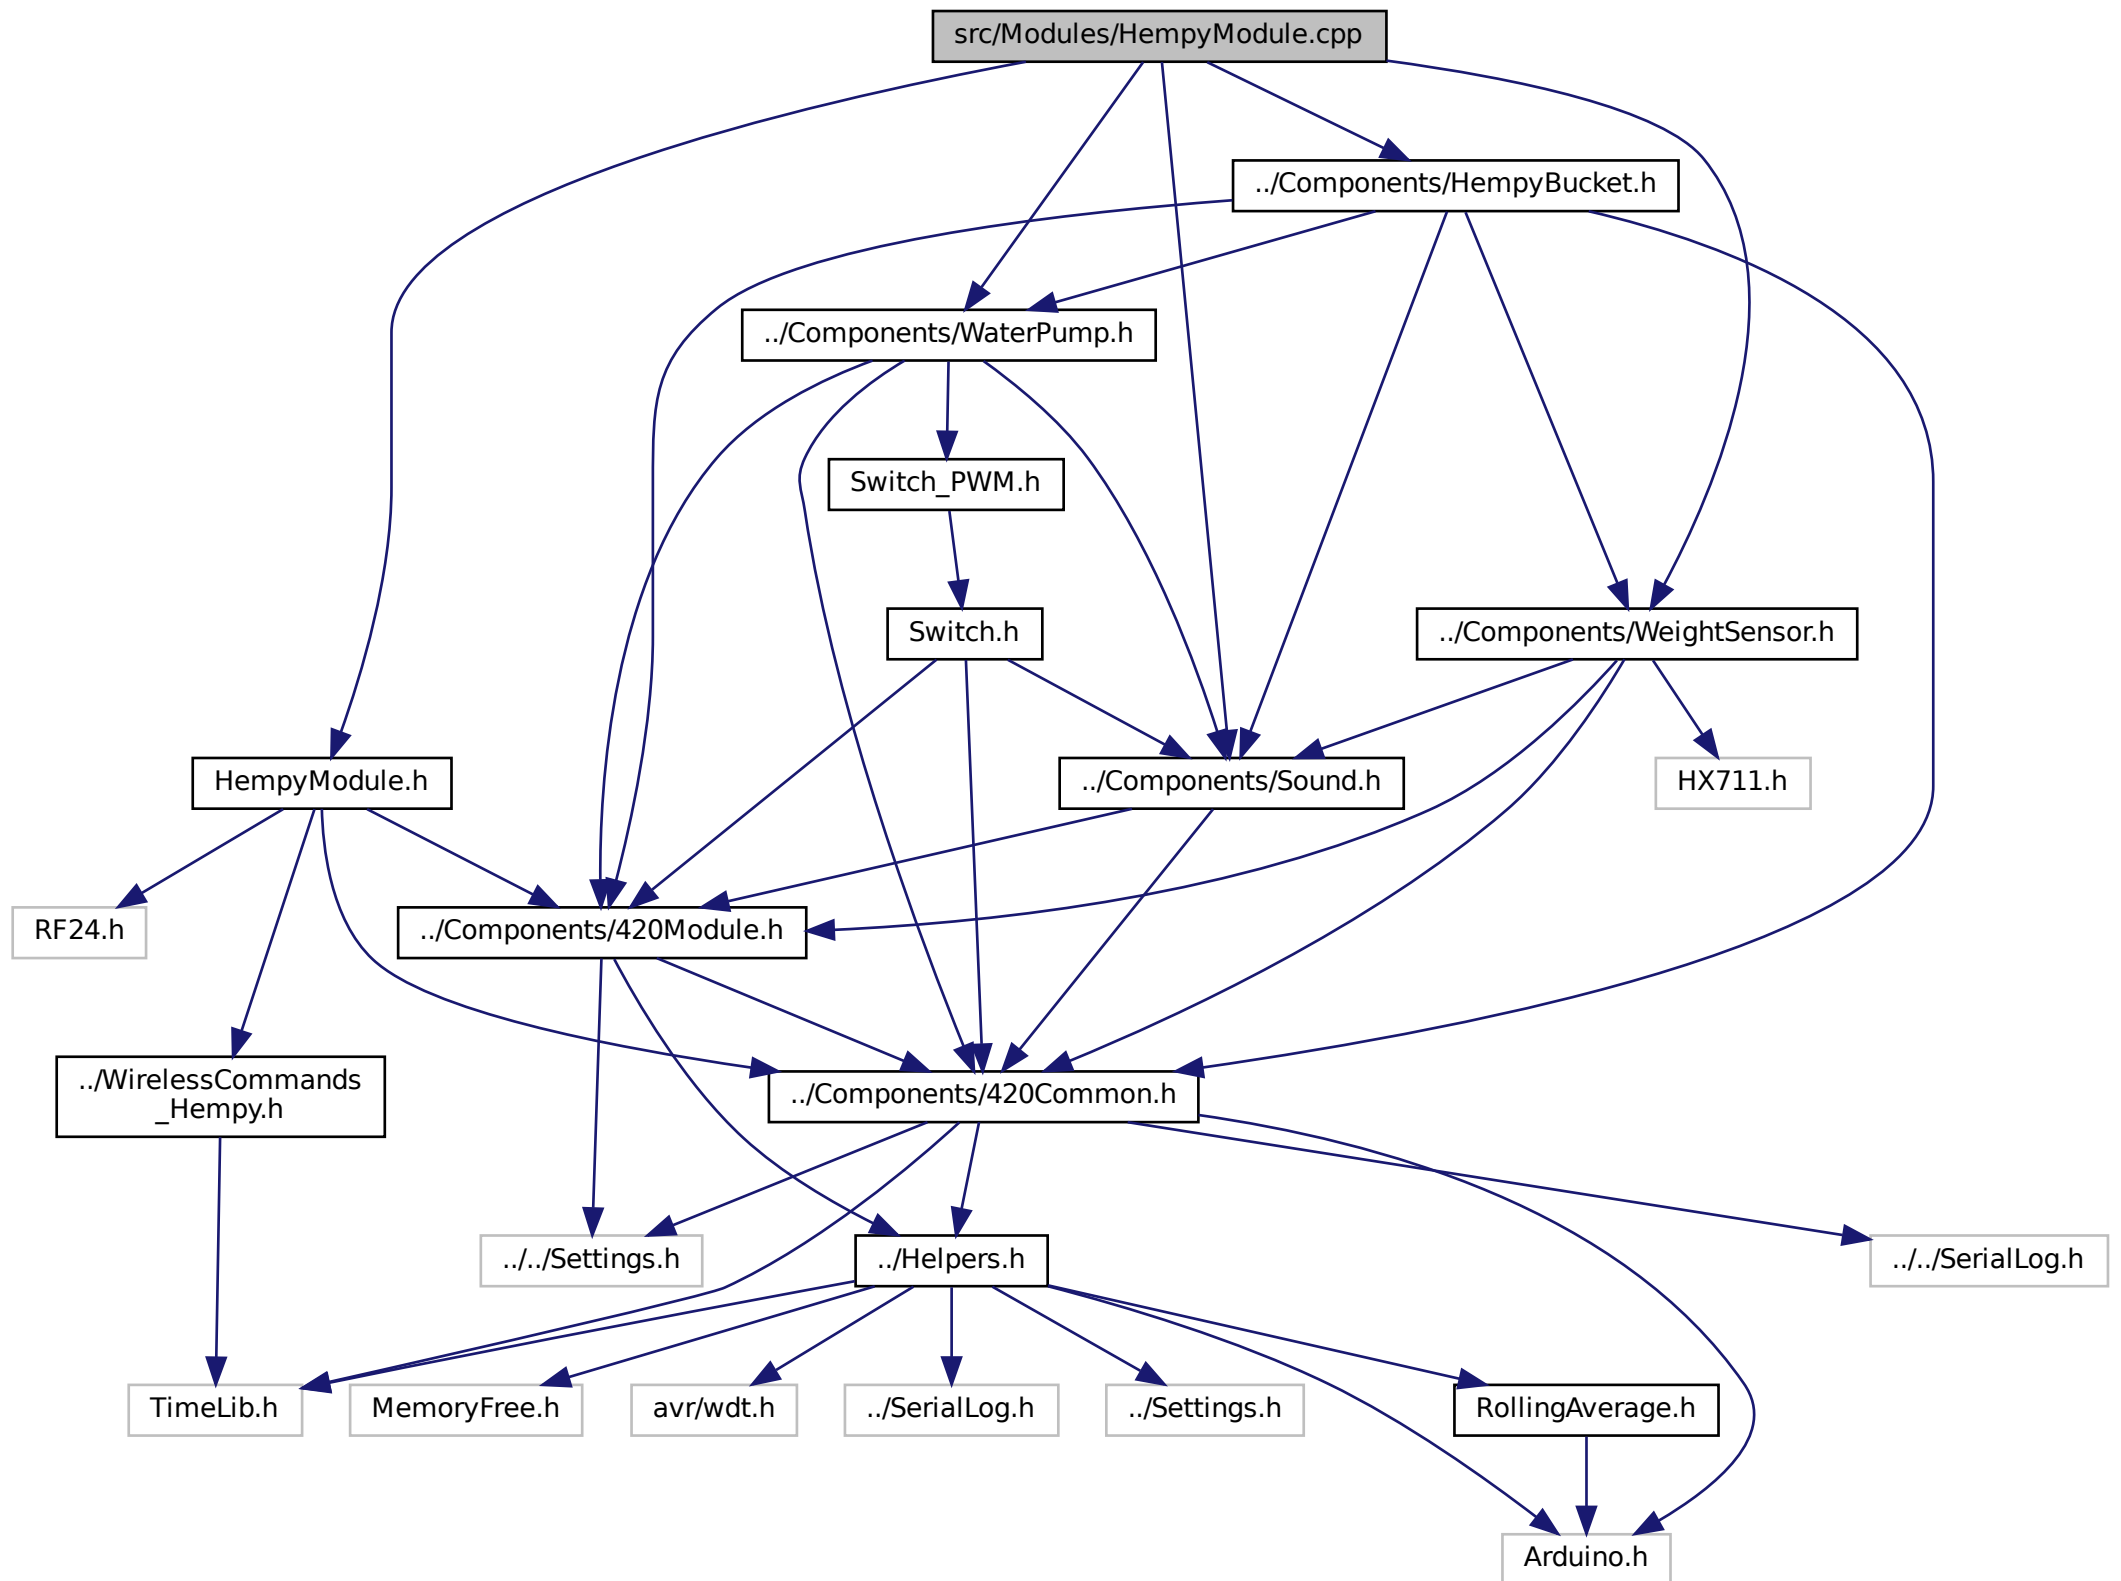 src/Modules/HempyModule.cpp
../Components/HempyBucket.h
../Components/WaterPump.h
Switch_PWM.h
Switch.h
../Components/WeightSensor.h
HempyModule.h
../Components/Sound.h
HX711.h
RF24.h
../Components/420Module.h
../WirelessCommands
_Hempy.h
../Components/420Common.h
../../Settings.h
../Helpers.h
../../SerialLog.h
TimeLib.h
MemoryFree.h
avr/wdt.h
../SerialLog.h
../Settings.h
RollingAverage.h
Arduino.h